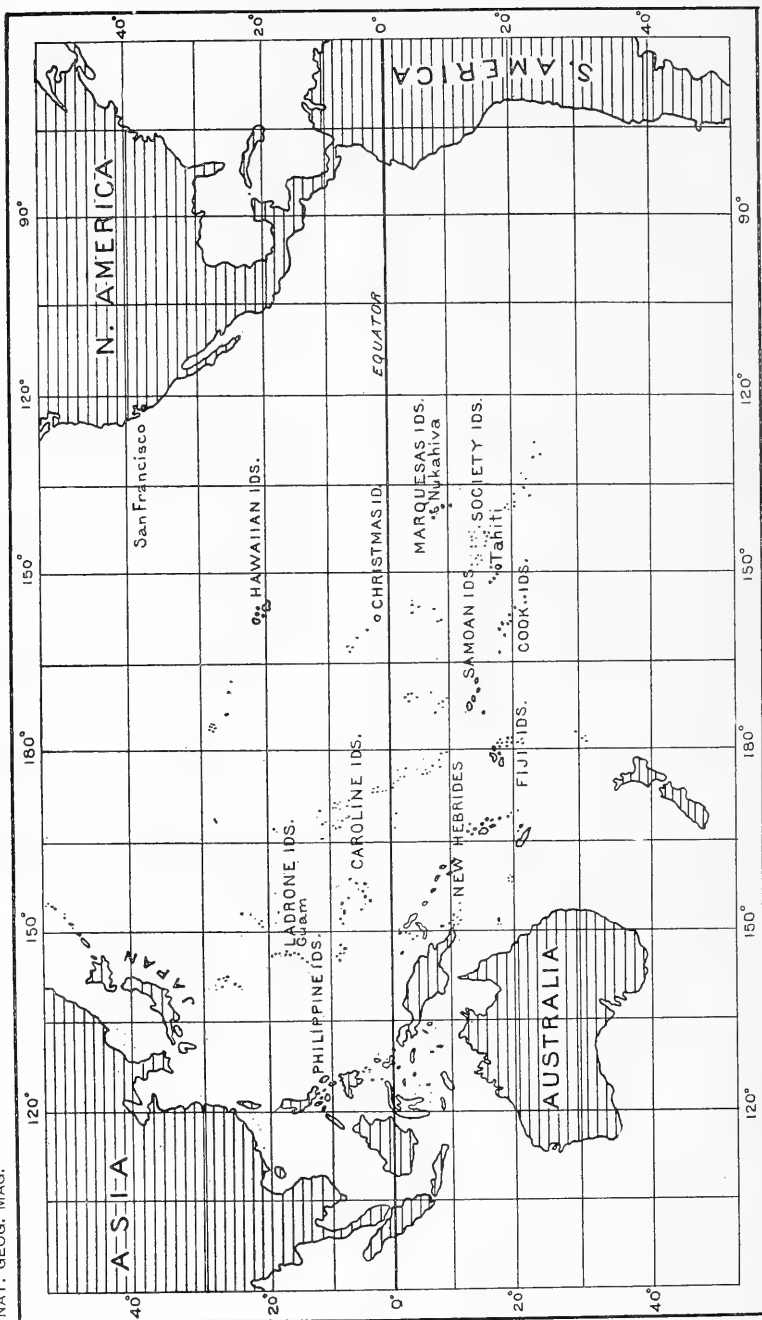 NAT. GEOG. MAG.
120° 150° 180° 150° 120° 90°
ASIA
JAPAN
N. AMERICA
40° 40°
San Francisco
20° 20°
HAWAIIAN IDS.
LADRONE IDS.
Guam
PHILIPPINE IDS.
CAROLINE IDS.
0° 0°
CHRISTMAS ID.
EQUATOR
S. AMERICA
MARQUESAS IDS.
Nukahiva
NEW HEBRIDES
SAMOAN IDS.
SOCIETY IDS.
Tahiti
20° 20°
FIJI IDS.
COOK IDS.
AUSTRALIA
40° 40°
120° 150° 180° 150° 120° 90°